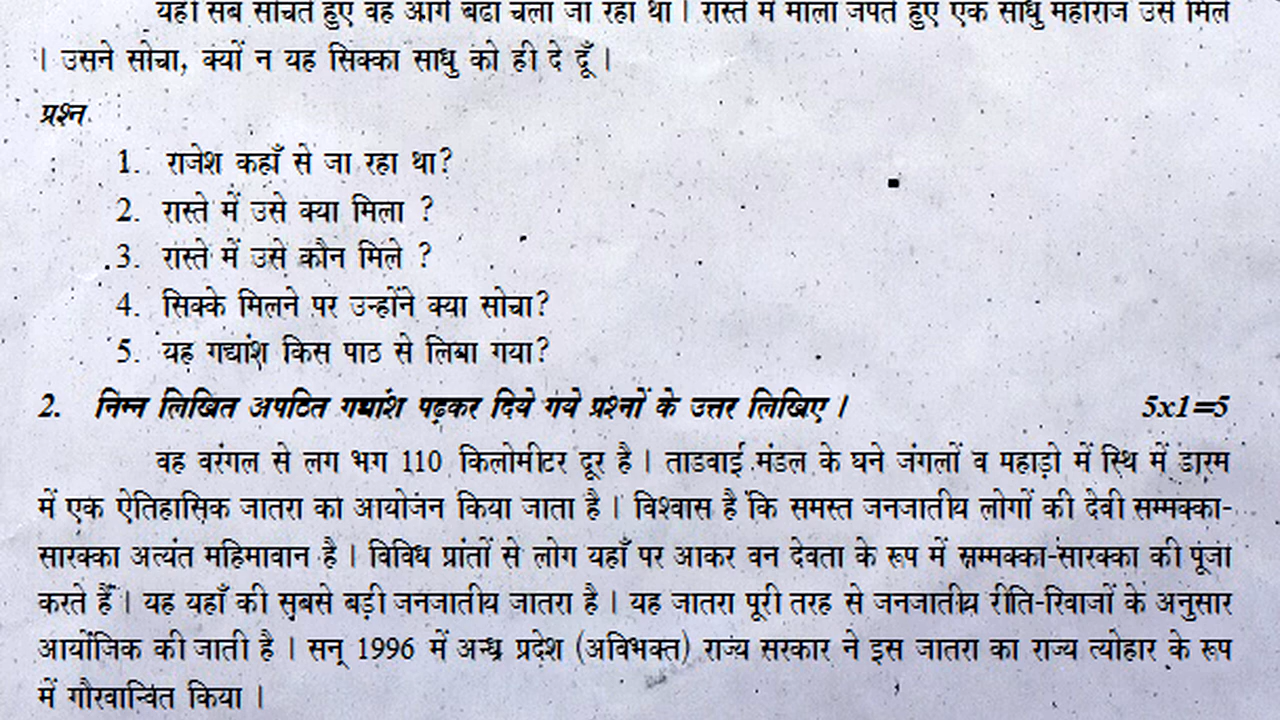 यही सब सोचते हुए वह आगे बढा चला जा रहा था । रास्ते में माला जपते हुए एक साधु महाराज उसे मिले
। उसने सोचा, क्यों न यह सिक्का साधु को ही दे दूँ ।
प्रश्न
1. राजेश कहाँ से जा रहा था?
2. रास्ते में उसे क्या मिला ?
3. रास्ते में उसे कौन मिले ?
4. सिक्के मिलने पर उन्होंने क्या सोचा?
5. यह गद्यांश किस पाठ से लिया गया?
2. निम्न लिखित अपठित गद्यांश पढ़कर दिये गये प्रश्नों के उत्तर लिखिए । 5x1=5
वह वरंगल से लग भग 110 किलोमीटर दूर है । ताडवाई मंडल के घने जंगलों व महाड़ो में स्थि में डारम
में एक ऐतिहासिक जातरा का आयोजन किया जाता है । विश्वास है कि समस्त जनजातीय लोगों की देवी सम्मक्का-
सारक्का अत्यंत महिमावान है । विविध प्रांतों से लोग यहाँ पर आकर वन देवता के रूप में सम्मक्का-सारक्का की पूजा
करते हैं । यह यहाँ की सबसे बड़ी जनजातीय जातरा है । यह जातरा पूरी तरह से जनजातीय रीति-रिवाजों के अनुसार
आयोंजिक की जाती है । सन् 1996 में अन्ध्र प्रदेश (अविभक्त) राज्य सरकार ने इस जातरा का राज्य त्योहार के रूप
में गौरवान्वित किया ।